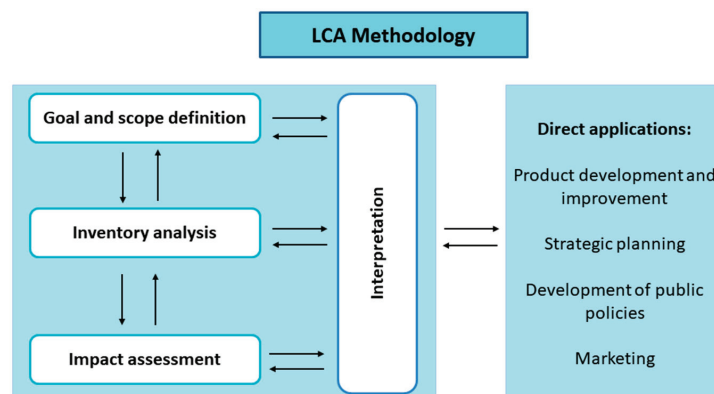 LCA Methodology
Goal and scope definition
Inventory analysis
Impact assessment
Interpretation
Direct applications:
Product development and
improvement
Strategic planning
Development of public
policies
Marketing